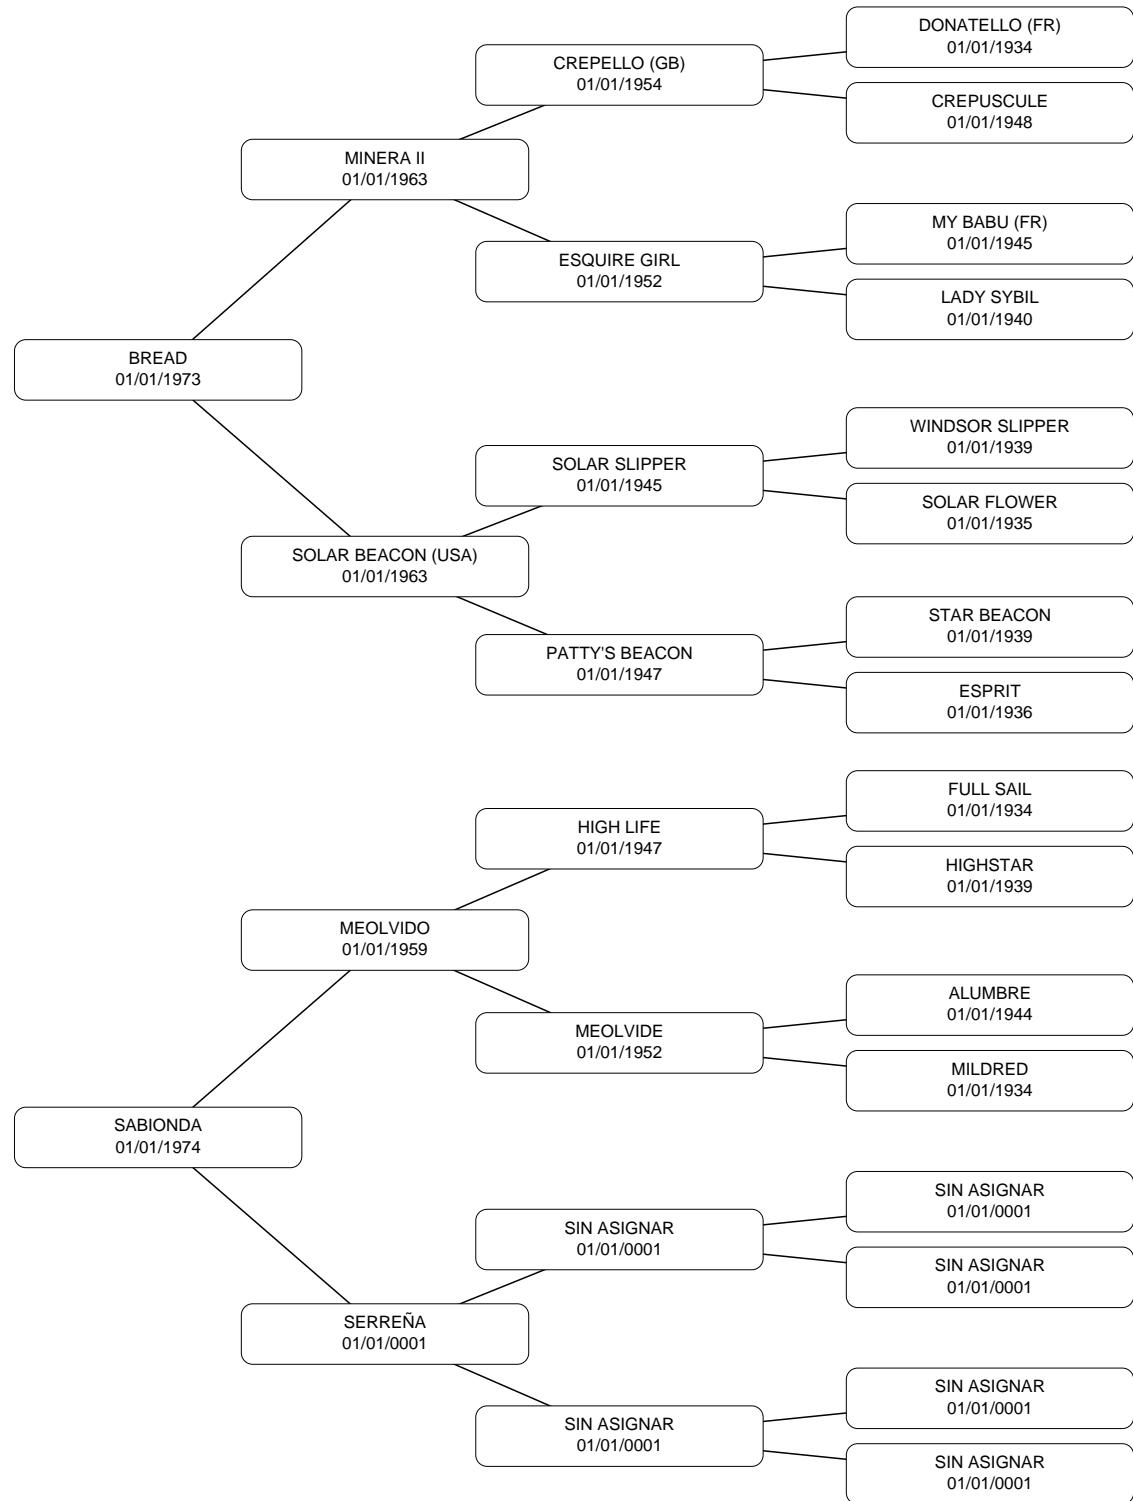 DONATELLO (FR)
01/01/1934
CREPELLO (GB)
01/01/1954
CREPUSCULE
01/01/1948
MINERA II
01/01/1963
MY BABU (FR)
01/01/1945
ESQUIRE GIRL
01/01/1952
LADY SYBIL
01/01/1940
BREAD
01/01/1973
WINDSOR SLIPPER
01/01/1939
SOLAR SLIPPER
01/01/1945
SOLAR FLOWER
01/01/1935
SOLAR BEACON (USA)
01/01/1963
STAR BEACON
01/01/1939
PATTY'S BEACON
01/01/1947
ESPRIT
01/01/1936
FULL SAIL
01/01/1934
HIGH LIFE
01/01/1947
HIGHSTAR
01/01/1939
MEOLVIDO
01/01/1959
ALUMBRE
01/01/1944
MEOLVIDE
01/01/1952
MILDRED
01/01/1934
SABIONDA
01/01/1974
SIN ASIGNAR
01/01/0001
SIN ASIGNAR
01/01/0001
SIN ASIGNAR
01/01/0001
SERREÑA
01/01/0001
SIN ASIGNAR
01/01/0001
SIN ASIGNAR
01/01/0001
SIN ASIGNAR
01/01/0001